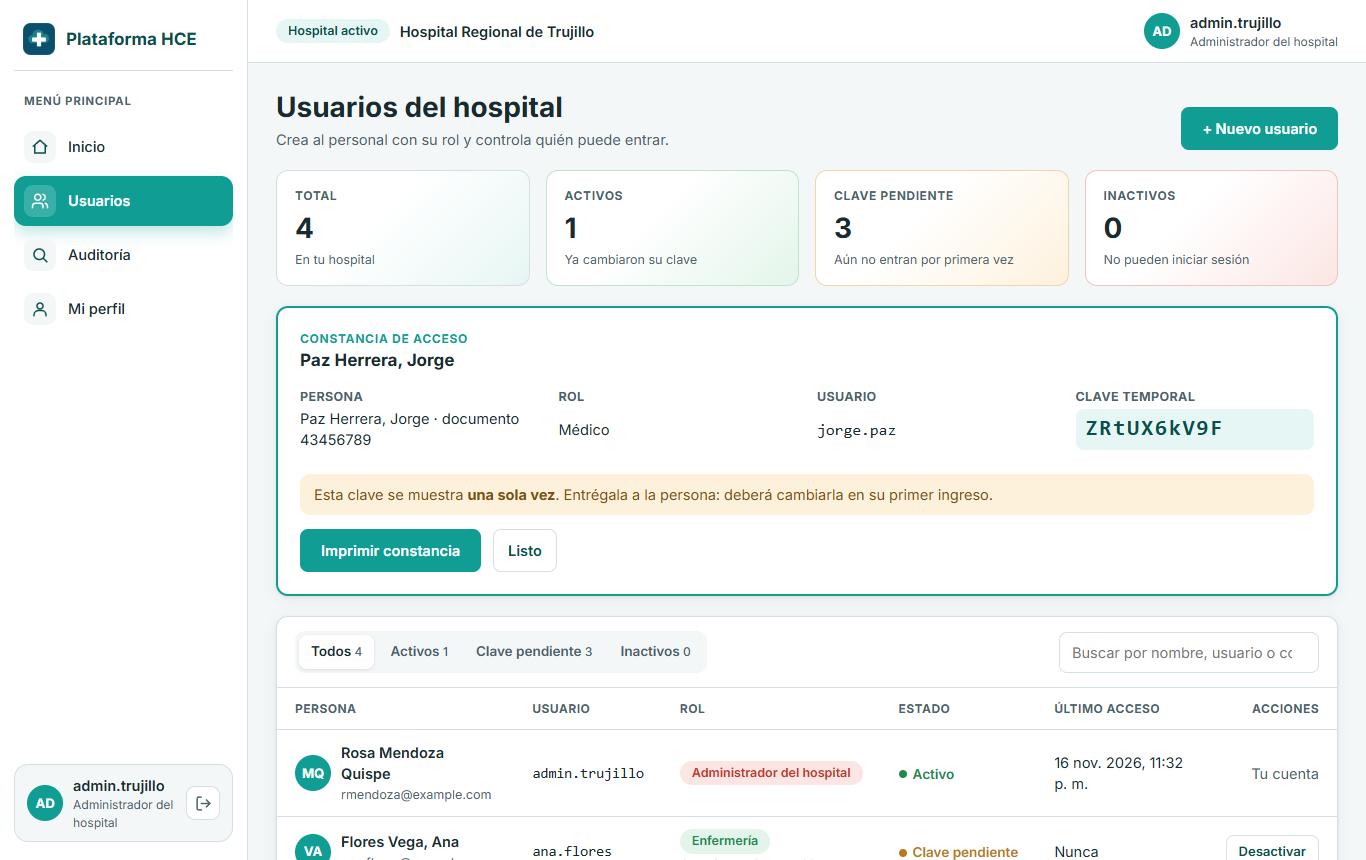 Plataforma HCE
MENÚ PRINCIPAL
Inicio
Usuarios
Auditoría
Mi perfil
AD
admin.trujillo
Administrador del
hospital
Hospital activo
Hospital Regional de Trujillo
AD
admin.trujillo
Administrador del hospital
Usuarios del hospital
Crea al personal con su rol y controla quién puede entrar.
+ Nuevo usuario
TOTAL
4
En tu hospital
ACTIVOS
1
Ya cambiaron su clave
CLAVE PENDIENTE
3
Aún no entran por primera vez
INACTIVOS
0
No pueden iniciar sesión
CONSTANCIA DE ACCESO
Paz Herrera, Jorge
PERSONA
Paz Herrera, Jorge · documento
43456789
ROL
Médico
USUARIO
jorge.paz
CLAVE TEMPORAL
ZRtUX6kV9F
Esta clave se muestra una sola vez. Entrégala a la persona: deberá cambiarla en su primer ingreso.
Imprimir constancia
Listo
Todos 4
Activos 1
Clave pendiente 3
Inactivos 0
Buscar por nombre, usuario o co
PERSONA USUARIO ROL ESTADO ÚLTIMO ACCESO ACCIONES
MQ
Rosa Mendoza
Quispe
rmendoza@example.com
admin.trujillo
Administrador del hospital
Activo
16 nov. 2026, 11:32
p. m.
Tu cuenta
VA
Flores Vega, Ana
ana.flores
Enfermería
Clave pendiente
Nunca
Desactivar